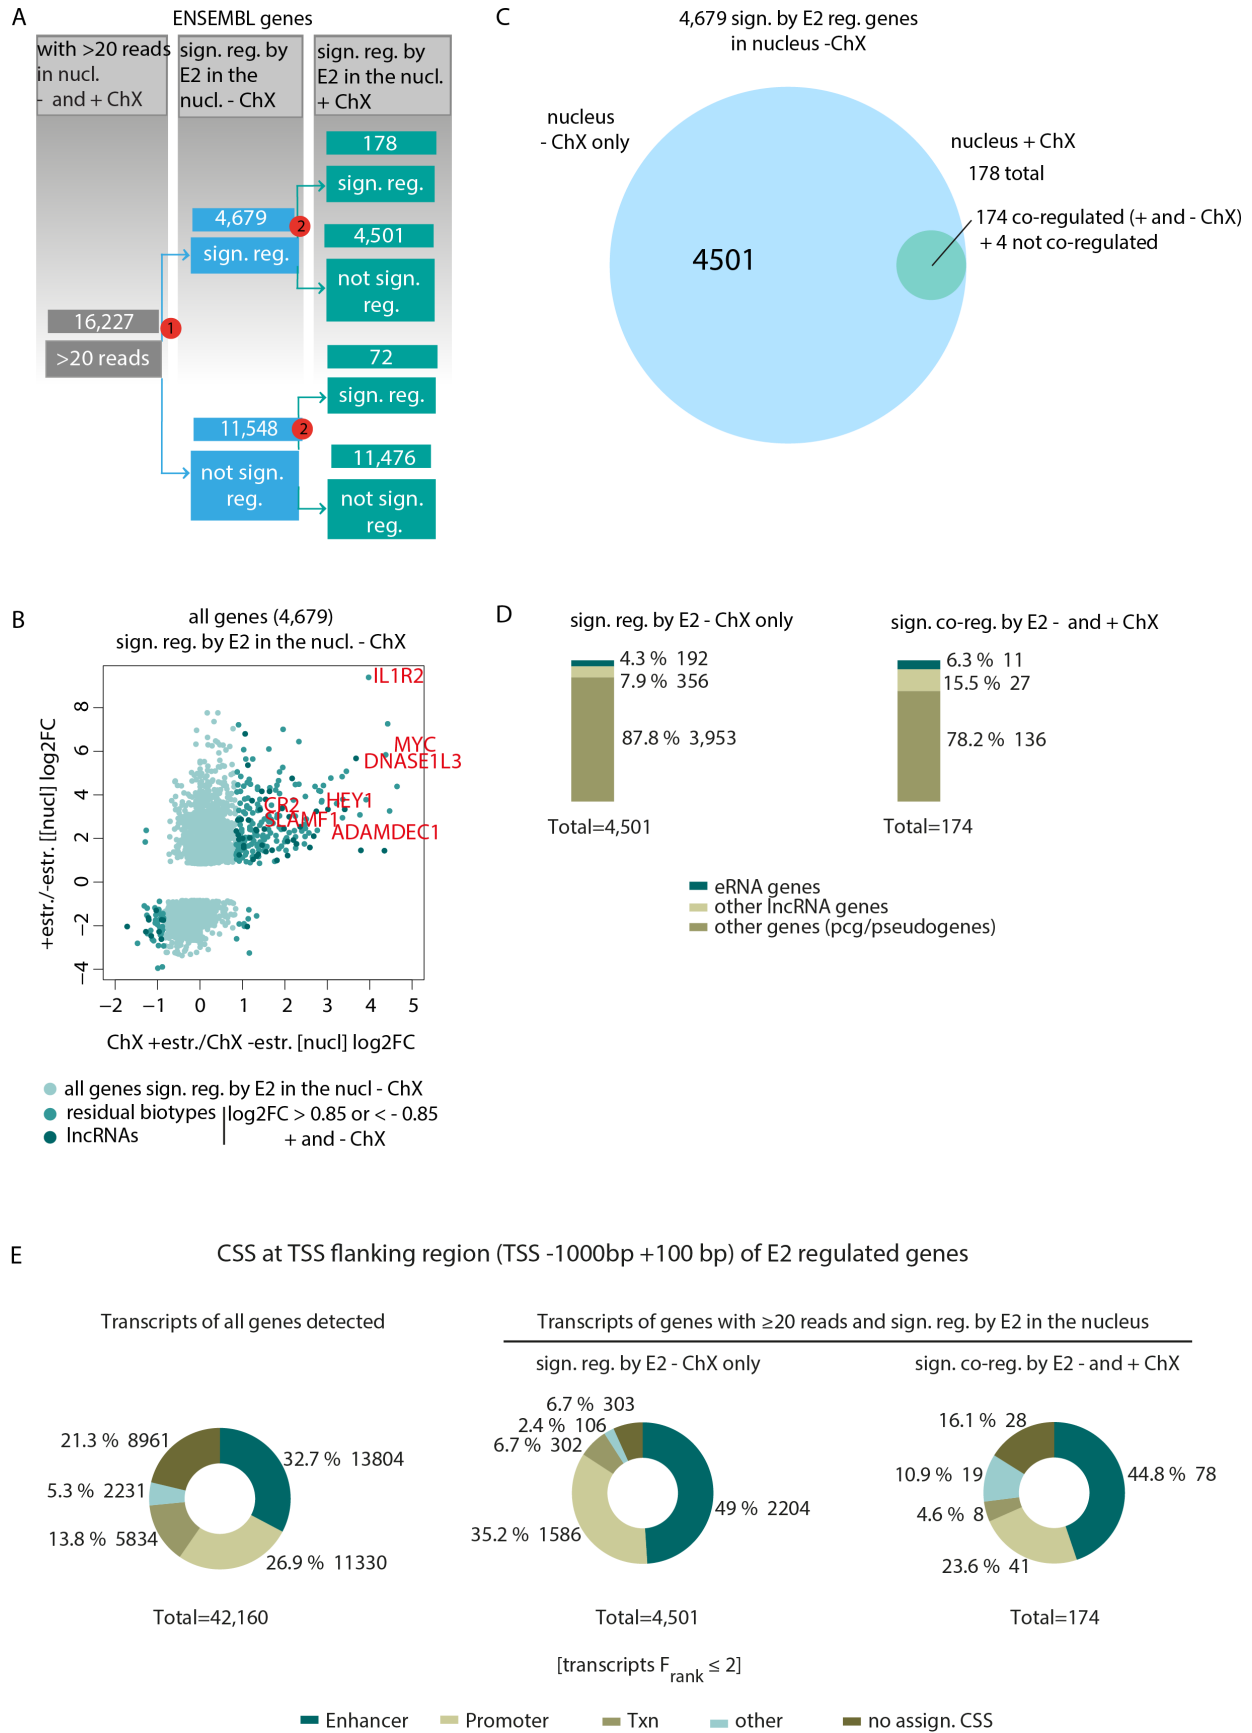 A
ENSEMBL genes
with >20 reads
in nucl.
- and + ChX
sign. reg. by
E2 in the
nucl. - ChX
sign. reg. by
E2 in the nucl.
+ ChX
178
sign. reg.
4,679
2
sign. reg.
4,501
not sign.
reg.
16,227
1
>20 reads
72
sign. reg.
11,548
2
not sign.
reg.
11,476
not sign.
reg.
C
4,679 sign. by E2 reg. genes
in nucleus -ChX
nucleus
- ChX only
nucleus + ChX
178 total
174 co-regulated (+ and - ChX)
+ 4 not co-regulated
4501
B
all genes (4,679)
sign. reg. by E2 in the nucl. - ChX
+estr./-estr. [[nucl] log2FC
8
6
4
2
0
−2
−4
IL1R2
MYC
DNASE1L3
CR2
HEY1
SLAMF1
ADAMDEC1
−2 −1 0 1 2 3 4 5
ChX +estr./ChX -estr. [nucl] log2FC
all genes sign. reg. by E2 in the nucl - ChX
residual biotypes
lncRNAs
log2FC > 0.85 or < - 0.85
+ and - ChX
D
sign. reg. by E2 - ChX only
4.3 % 192
7.9 % 356
87.8 % 3,953
Total=4,501
sign. co-reg. by E2 - and + ChX
6.3 % 11
15.5 % 27
78.2 % 136
Total=174
eRNA genes
other lncRNA genes
other genes (pcg/pseudogenes)
E
CSS at TSS flanking region (TSS -1000bp +100 bp) of E2 regulated genes
Transcripts of all genes detected
21.3 % 8961
32.7 % 13804
5.3 % 2231
13.8 % 5834
26.9 % 11330
Total=42,160
Transcripts of genes with ≥20 reads and sign. reg. by E2 in the nucleus
sign. reg. by E2 - ChX only
6.7 % 303
2.4 % 106
6.7 % 302
49 % 2204
35.2 % 1586
Total=4,501
sign. co-reg. by E2 - and + ChX
16.1 % 28
10.9 % 19
44.8 % 78
4.6 % 8
23.6 % 41
Total=174
[transcripts Frank ≤ 2]
Enhancer
Promoter
Txn
other
no assign. CSS